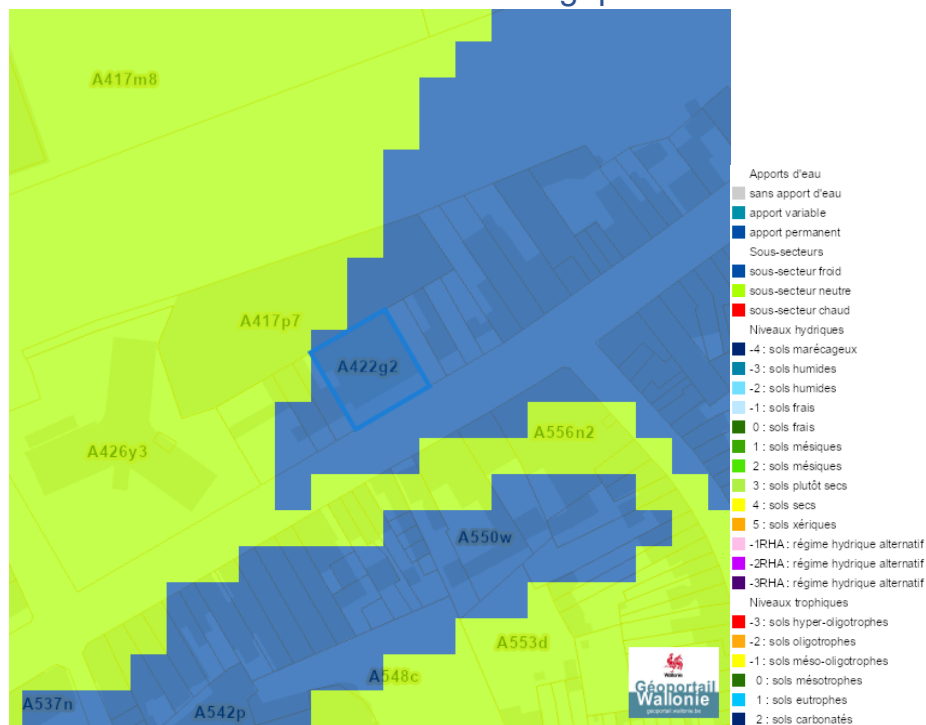 A417m8
A417p7
A422g2
A426y3
A556n2
A550w
A553d
A548c
A537n
A542p
Apports d'eau
sans apport d'eau
apport variable
apport permanent
Sous-secteurs
sous-secteur froid
sous-secteur neutre
sous-secteur chaud
Niveaux hydriques
-4 : sols marécageux
-3 : sols humides
-2 : sols humides
-1 : sols frais
0 : sols frais
1 : sols mésiques
2 : sols mésiques
3 : sols plutôt secs
4 : sols secs
5 : sols xériques
-1RHA : régime hydrique alternatif
-2RHA : régime hydrique alternatif
-3RHA : régime hydrique alternatif
Niveaux trophiques
-3 : sols hyper-oligotrophes
-2 : sols oligotrophes
-1 : sols méso-oligotrophes
0 : sols mésotrophes
1 : sols eutrophes
2 : sols carbonatés
Wallonie
Géoportail
Wallonie
geoportail.wallonie.be